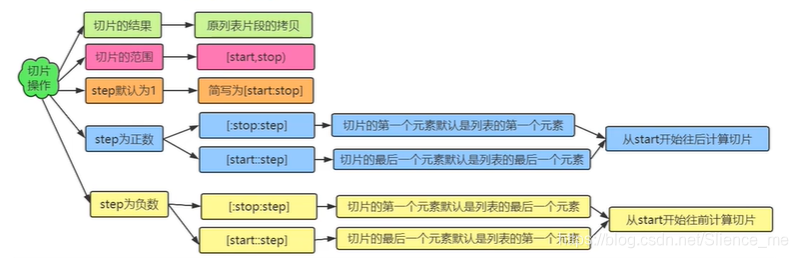 切片的结果
原列表片段的拷贝
切片的范围
[start,stop)
切片
操作
step默认为1
简写为[start:stop]
step为正数
[:stop:step]
切片的第一个元素默认是列表的第一个元素
[start::step]
切片的最后一个元素默认是列表的最后一个元素
从start开始往后计算切片
step为负数
[:stop:step]
切片的第一个元素默认是列表的最后一个元素
[start::step]
切片的最后一个元素默认是列表的第一个元素
从start开始往前计算切片
https://blog.csdn.net/Silence_me